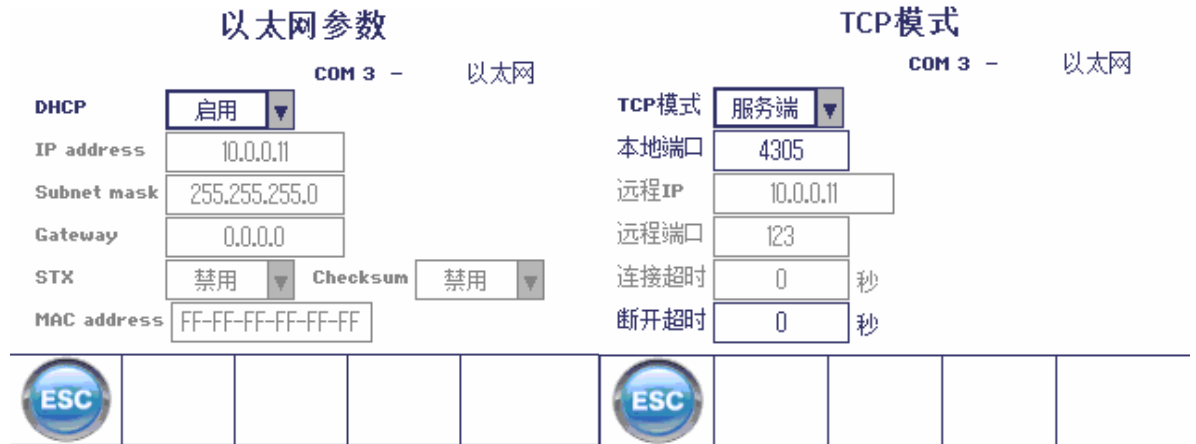 以太网参数
COM 3 - 以太网
DHCP 启用
IP address 10.0.0.11
Subnet mask 255.255.255.0
Gateway 0.0.0.0
STX 禁用 Checksum 禁用
MAC address FF-FF-FF-FF-FF-FF
ESC
TCP模式
COM 3 - 以太网
TCP模式 服务端
本地端口 4305
远程IP 10.0.0.11
远程端口 123
连接超时 0 秒
断开超时 0 秒
ESC